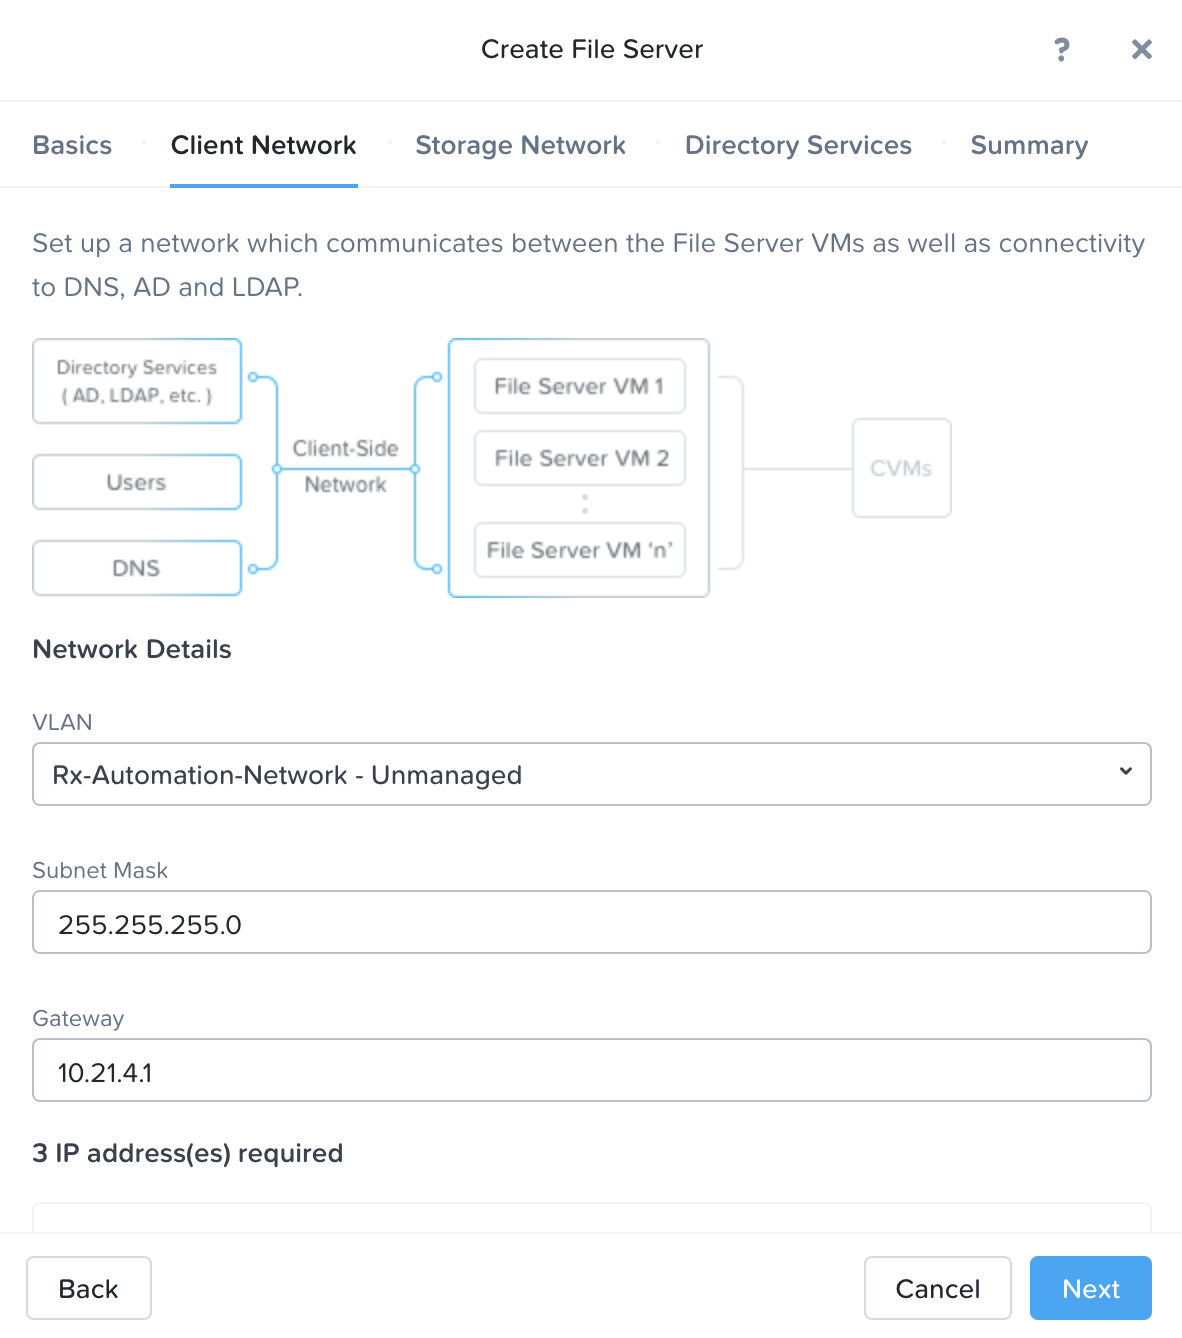 Create File Server
?
Basics
Client Network
Storage Network
Directory Services
Summary
Set up a network which communicates between the File Server VMs as well as connectivity
to DNS, AD and LDAP.
Directory Services
( AD, LDAP, etc. )
Users
DNS
Client-Side
Network
File Server VM 1
File Server VM 2
File Server VM ‘n’
CVMs
Network Details
VLAN
Rx-Automation-Network - Unmanaged
Subnet Mask
255.255.255.0
Gateway
10.21.4.1
3 IP address(es) required
Back
Cancel
Next